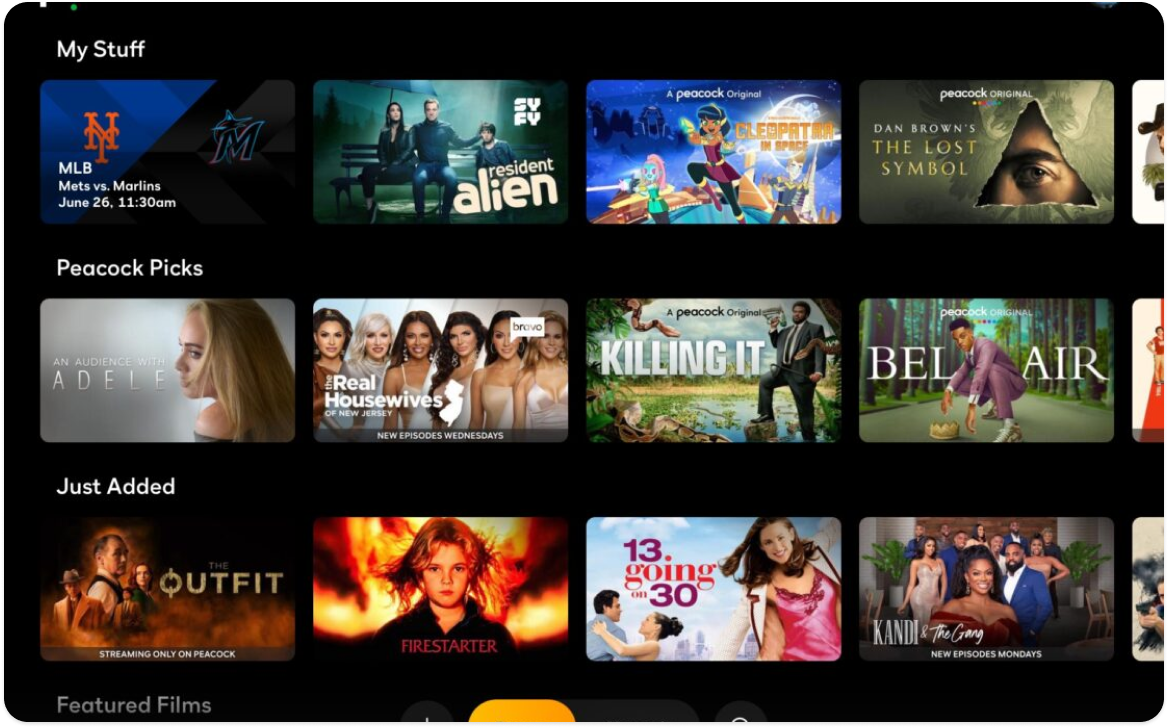 My Stuff
MLB
Mets vs. Marlins
June 26, 11:30am
SYFY
resident
alien
A peacock Original
CLEOPATRA
IN SPACE
peacock ORIGINAL
DAN BROWN'S
THE LOST
SYMBOL
Peacock Picks
AN AUDIENCE WITH
ADELE
bravo
the Real
Housewives
OF NEW JERSEY
NEW EPISODES WEDNESDAYS
A peacock Original
KILLING IT
peacock ORIGINAL
BEL AIR
Just Added
THE
OUTFIT
STREAMING ONLY ON PEACOCK
FIRESTARTER
13
going
on 30
KANDI & The Gang
NEW EPISODES MONDAYS
Featured Films